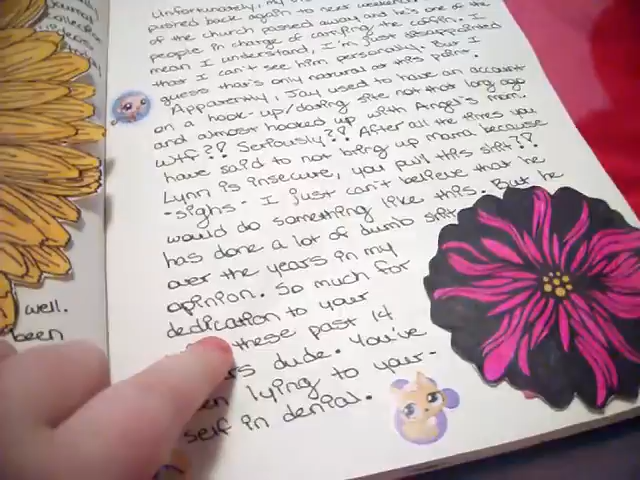 ournal
collec
videos.
Unfortunately, my
pushed back again to next weekend
of the church passed away and he's one of the
people in charge of carrying the coffin. I
mean I understand, I'm just disappointed
that I can't see him personally. But I
guess that's only natural at this point.
Apparently, Jay used to have an account
on a hook-up/dating site not that long ago
and almost hooked up with Angel's mom.
wtf?!? Seriously?!? After all the times you
have said to not bring up mama because
Lynn is insecure, you pull this shit!?
-sighs- I just can't believe that he
would do something like this. But he
has done a lot of dumb shit
over the years in my
opinion. So much for
dedication to your
these past 14
rs dude. You've
en lying to your-
self in denial.
well.
been